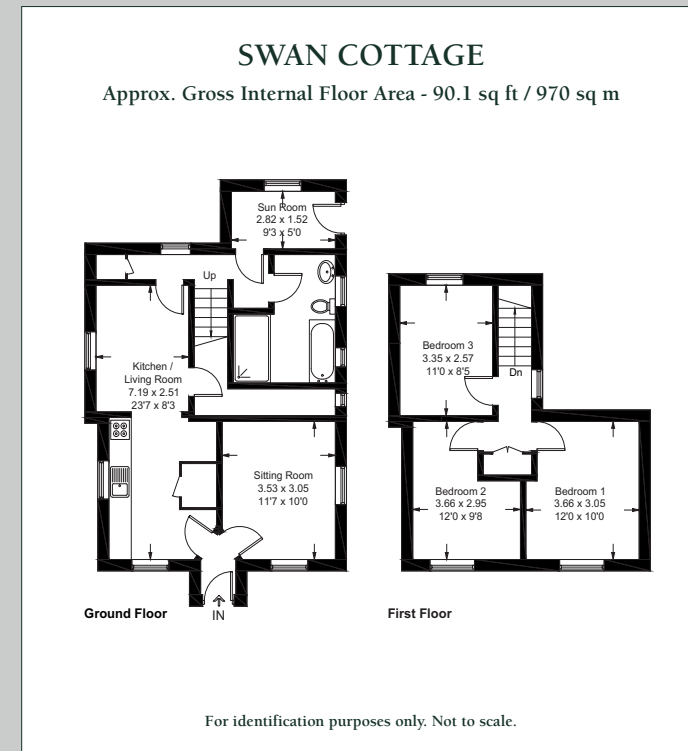 SWAN COTTAGE
Approx. Gross Internal Floor Area - 90.1 sq ft / 970 sq m
Sun Room
2.82 x 1.52
9'3 x 5'0
Up
Kitchen /
Living Room
7.19 x 2.51
23'7 x 8'3
Sitting Room
3.53 x 3.05
11'7 x 10'0
IN
Ground Floor
Bedroom 3
3.35 x 2.57
11'0 x 8'5
Dn
Bedroom 2
3.66 x 2.95
12'0 x 9'8
Bedroom 1
3.66 x 3.05
12'0 x 10'0
First Floor
For identification purposes only. Not to scale.